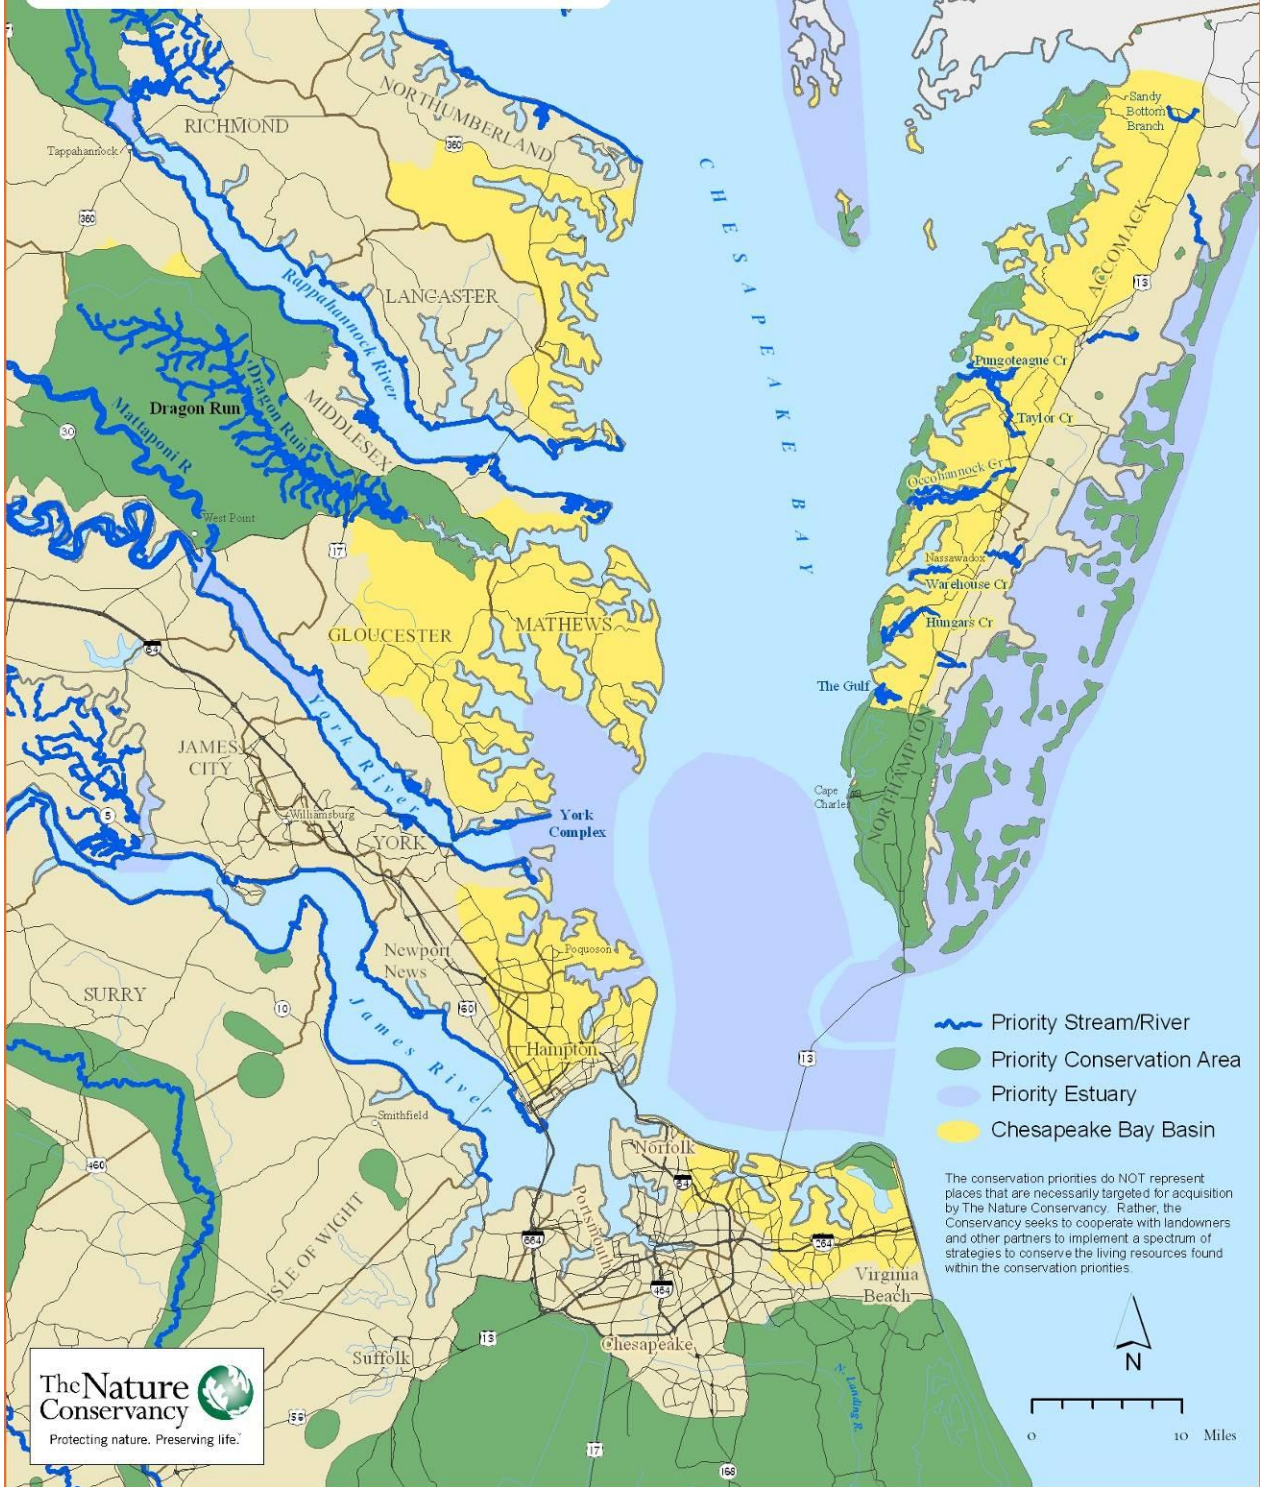 RICHMOND
NORTHUMBERLAND
360
Tappahannock
360
Rappahannock River
LANCASTER
CHESAPEAKE BAY
Sandy
Bottom
Branch
ACCOMACK
13
Pungoteague Cr
Taylor Cr
Occohannock Cr
Nassawadox
Warehouse Cr
Hungars Cr
The Gulf
Dragon Run
Dragon Run
MIDDLESEX
Mattaponi R
30
West Point
17
GLOUCESTER
MATHEWS
64
York River
JAMES
CITY
Williamsburg
5
YORK
York
Complex
Cape
Charles
NORTHAMPTON
Newport
News
Poquoson
SURRY
10
60
James River
Hampton
13
Smithfield
460
ISLE OF WIGHT
Norfolk
64
Portsmouth
664
264
464
Virginia
Beach
Chesapeake
Suffolk
13
58
17
168
N. Landing R.
Priority Stream/River
Priority Conservation Area
Priority Estuary
Chesapeake Bay Basin
The conservation priorities do NOT represent
places that are necessarily targeted for acquisition
by The Nature Conservancy. Rather, the
Conservancy seeks to cooperate with landowners
and other partners to implement a spectrum of
strategies to conserve the living resources found
within the conservation priorities.
N
0 10 Miles
The Nature
Conservancy
Protecting nature. Preserving life.